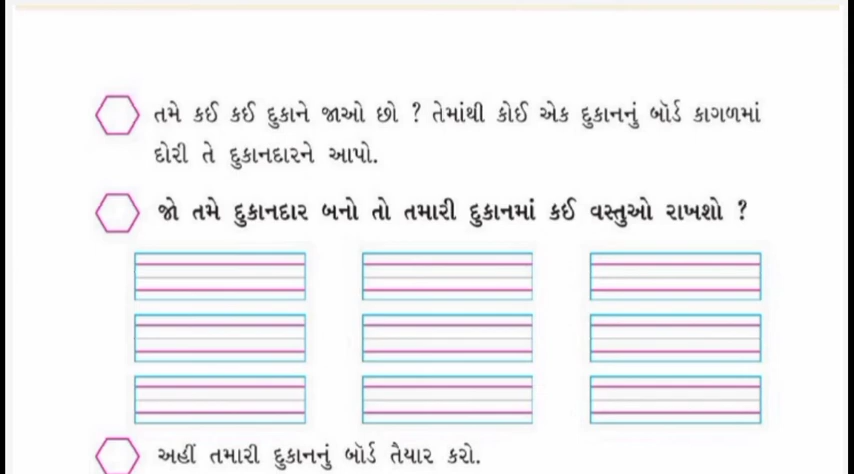 તમે કઈ કઈ દુકાને જાઓ છો ? તેમાંથી કોઈ એક દુકાનનું બૉર્ડ કાગળમાં
દોરી તે દુકાનદારને આપો.
જો તમે દુકાનદાર બનો તો તમારી દુકાનમાં કઈ વસ્તુઓ રાખશો ?
અહીં તમારી દુકાનનું બૉર્ડ તૈયાર કરો.